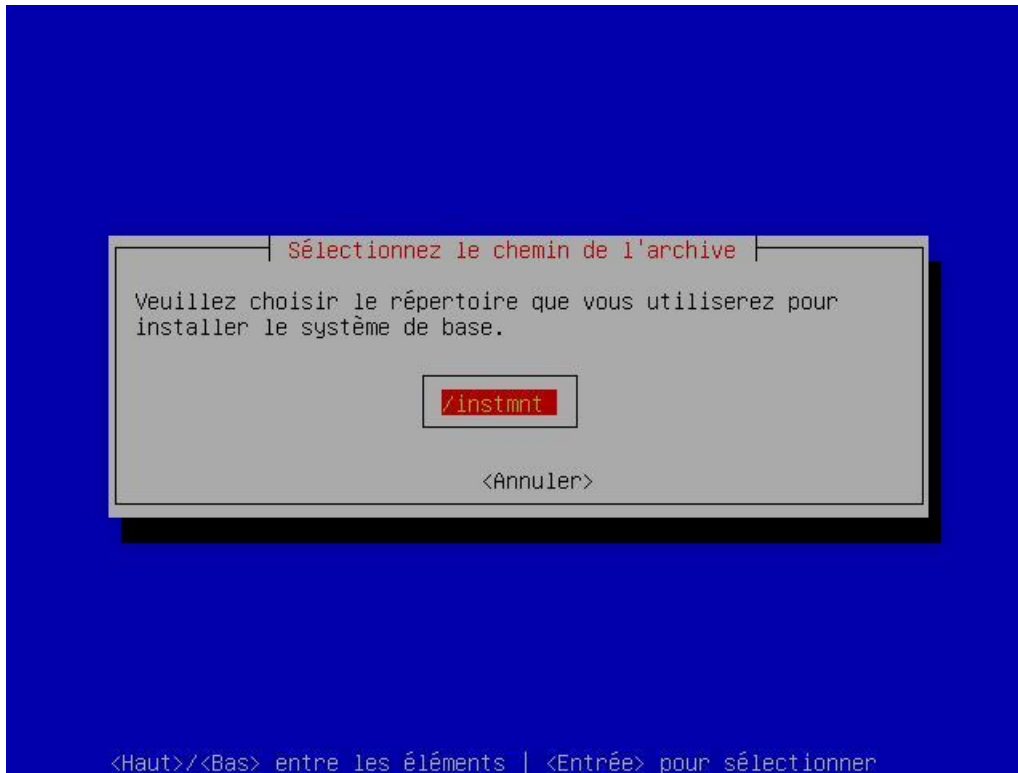 Sélectionnez le chemin de l'archive
Veuillez choisir le répertoire que vous utiliserez pour
installer le système de base.
/instmnt
<Annuler>
<Haut>/<Bas> entre les éléments | <Entrée> pour sélectionner